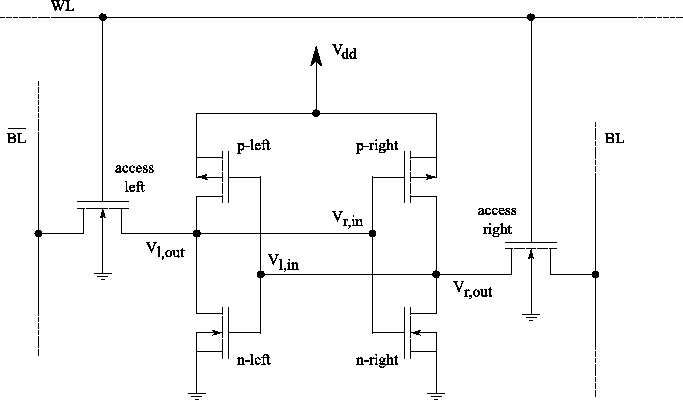 WL
V_dd
B̅L̅
BL
p-left
p-right
access
left
V_r,in
access
right
V_l,out
V_l,in
V_r,out
n-left
n-right